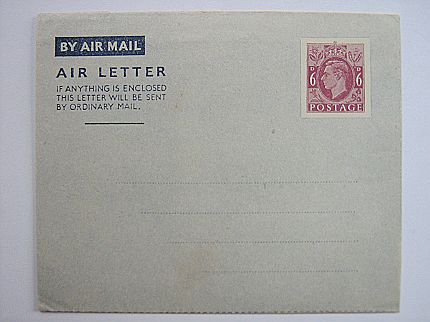 BY AIR MAIL
AIR LETTER
IF ANYTHING IS ENCLOSED
THIS LETTER WILL BE SENT
BY ORDINARY MAIL.
D D
6 6
POSTAGE